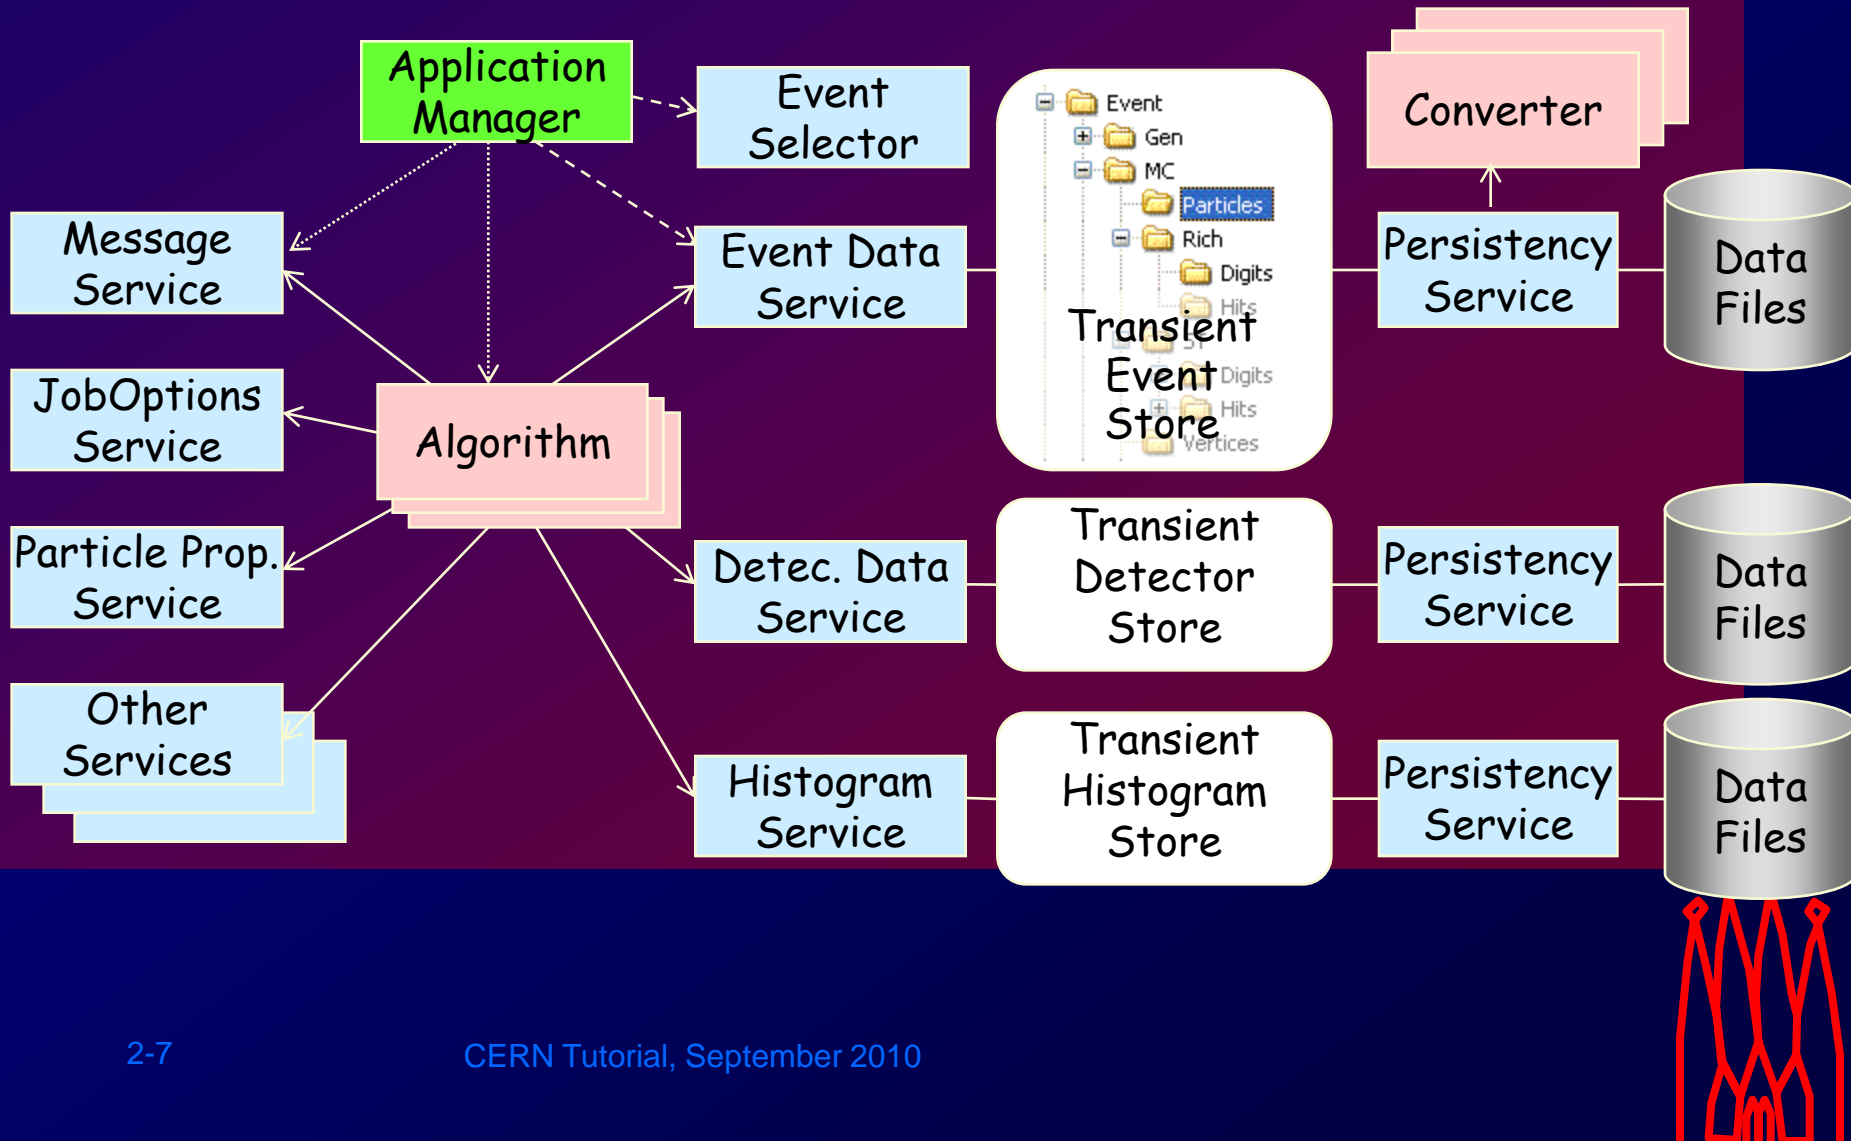 Application
Manager
Event
Selector
Event
Gen
MC
Particles
Rich
Digits
Hits
ST
Digits
Hits
Vertices
Transient
Event
Store
Converter
Message
Service
Event Data
Service
Persistency
Service
Data
Files
JobOptions
Service
Algorithm
Particle Prop.
Service
Detec. Data
Service
Transient
Detector
Store
Persistency
Service
Data
Files
Other
Services
Histogram
Service
Transient
Histogram
Store
Persistency
Service
Data
Files
2-7
CERN Tutorial, September 2010